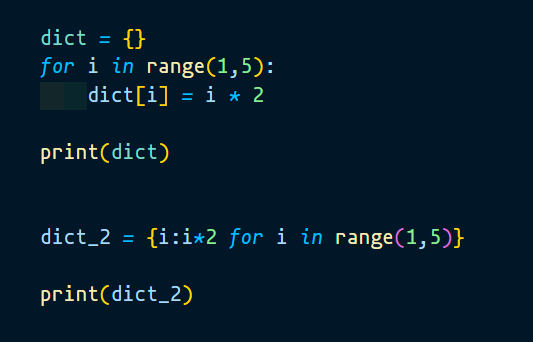 dict = {}
for i in range(1,5):
    dict[i] = i * 2
print(dict)
dict_2 = {i:i*2 for i in range(1,5)}
print(dict_2)